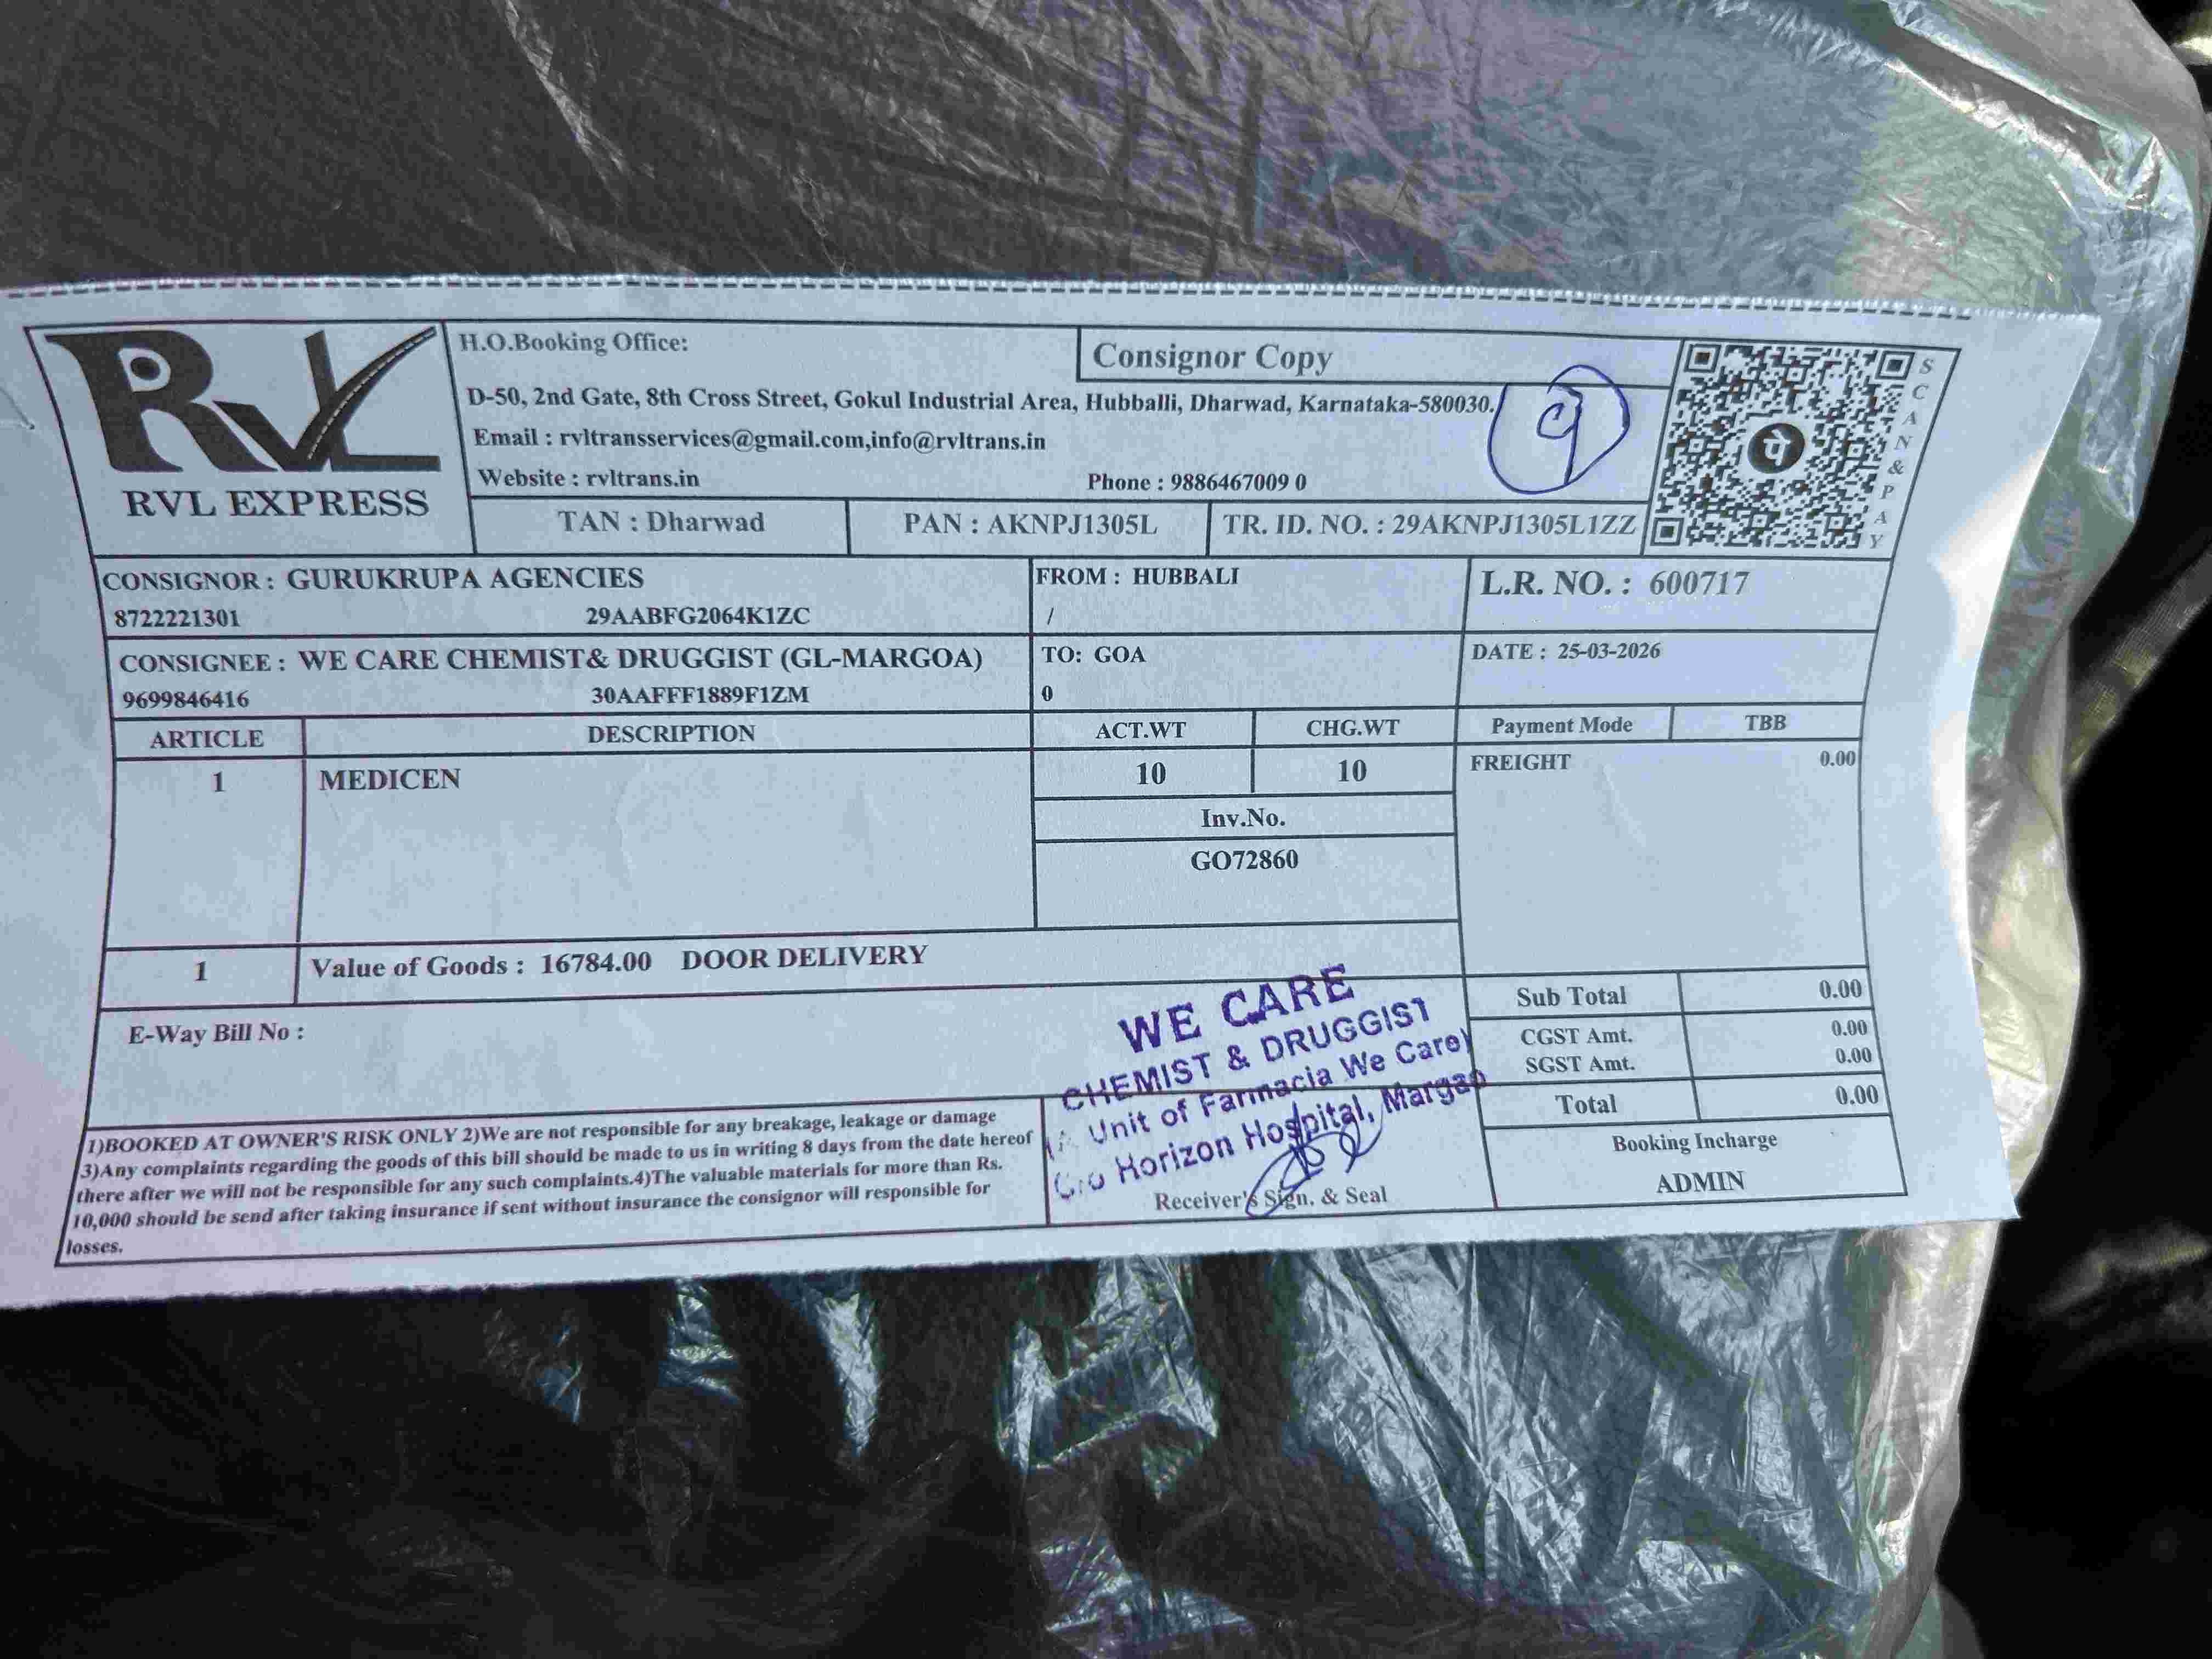 RVL
RVL EXPRESS
H.O.Booking Office:
Consignor Copy
D-50, 2nd Gate, 8th Cross Street, Gokul Industrial Area, Hubballi, Dharwad, Karnataka-580030.
Email : rvltransservices@gmail.com,info@rvltrans.in
Website : rvltrans.in Phone : 9886467009 0
TAN : Dharwad PAN : AKNPJ1305L TR. ID. NO. : 29AKNPJ1305L1ZZ
SCAN & PAY
पे
9
CONSIGNOR : GURUKRUPA AGENCIES FROM : HUBBALI L.R. NO. : 600717
8722221301 29AABFG2064K1ZC /
CONSIGNEE : WE CARE CHEMIST& DRUGGIST (GL-MARGOA) TO: GOA DATE : 25-03-2026
9699846416 30AAFFF1889F1ZM 0
ARTICLE DESCRIPTION ACT.WT CHG.WT Payment Mode TBB
1 MEDICEN 10 10 FREIGHT 0.00
Inv.No.
GO72860
1 Value of Goods : 16784.00 DOOR DELIVERY
E-Way Bill No :
Sub Total 0.00
CGST Amt. 0.00
SGST Amt. 0.00
Total 0.00
Booking Incharge
ADMIN
WE CARE
CHEMIST & DRUGGIST
(A Unit of Farmacia We Care)
C/o Horizon Hospital, Margao
Receiver's Sign. & Seal
1)BOOKED AT OWNER'S RISK ONLY 2)We are not responsible for any breakage, leakage or damage
3)Any complaints regarding the goods of this bill should be made to us in writing 8 days from the date hereof
there after we will not be responsible for any such complaints.4)The valuable materials for more than Rs.
10,000 should be send after taking insurance if sent without insurance the consignor will responsible for
losses.